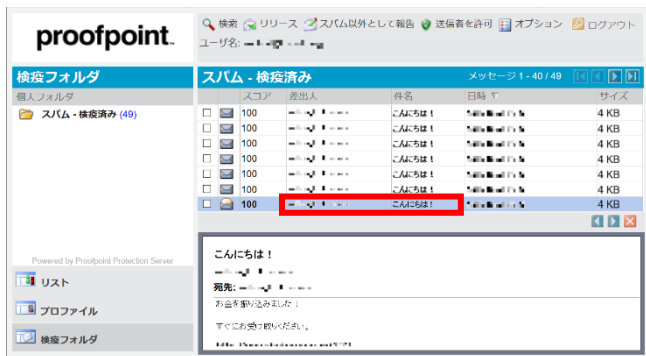 proofpoint
検索 リリース スパム以外として報告 送信者を許可 オプション ログアウト
ユーザ名:
検疫フォルダ
スパム - 検疫済み
メッセージ 1 - 40 / 49
個人フォルダ
スコア 差出人 件名 日時 サイズ
スパム - 検疫済み (49)
100 こんにちは! 4 KB
100 こんにちは! 4 KB
100 こんにちは! 4 KB
100 こんにちは! 4 KB
100 こんにちは! 4 KB
100 こんにちは! 4 KB
100 こんにちは! 4 KB
Powered by Proofpoint Protection Server
リスト
プロファイル
検疫フォルダ
こんにちは!
宛先:
お金を振り込みました!
すぐにお受け取りください。